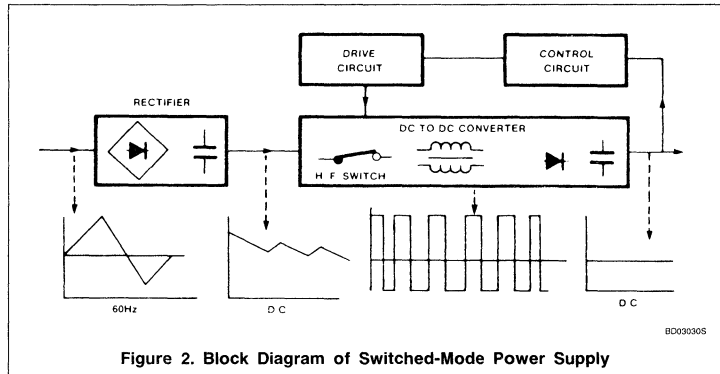 DRIVE
CIRCUIT
CONTROL
CIRCUIT
RECTIFIER
DC TO DC CONVERTER
H F SWITCH
60Hz
D C
D C
BD03030S
Figure 2. Block Diagram of Switched-Mode Power Supply